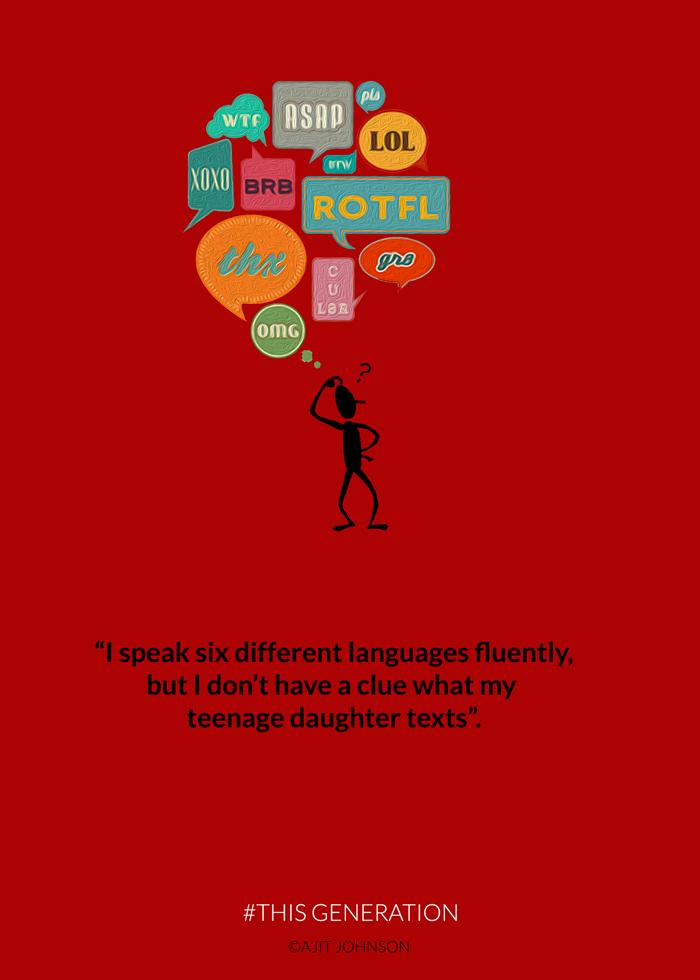 WTF
ASAP
pls
LOL
XOXO
BRB
BTW
ROTFL
thx
gr8
C
U
L8R
OMG
?
“I speak six different languages fluently,
but I don’t have a clue what my
teenage daughter texts”.
#THIS GENERATION
©AJIT JOHNSON